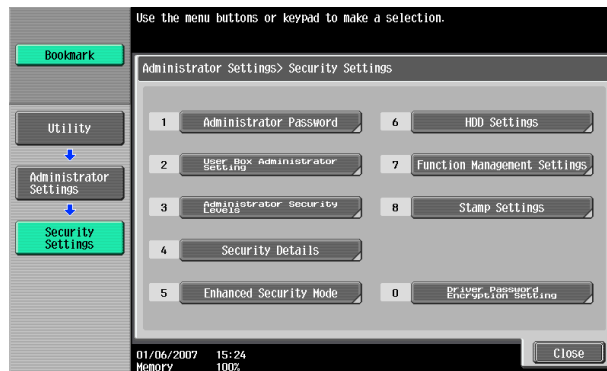 Use the menu buttons or keypad to make a selection.
Bookmark
Administrator Settings> Security Settings
Utility
Administrator
Settings
Security
Settings
1 Administrator Password
2 User Box Administrator
Setting
3 Administrator Security
Levels
4 Security Details
5 Enhanced Security Mode
6 HDD Settings
7 Function Management Settings
8 Stamp Settings
0 Driver Password
Encryption Setting
01/06/2007 15:24
Memory 100%
Close